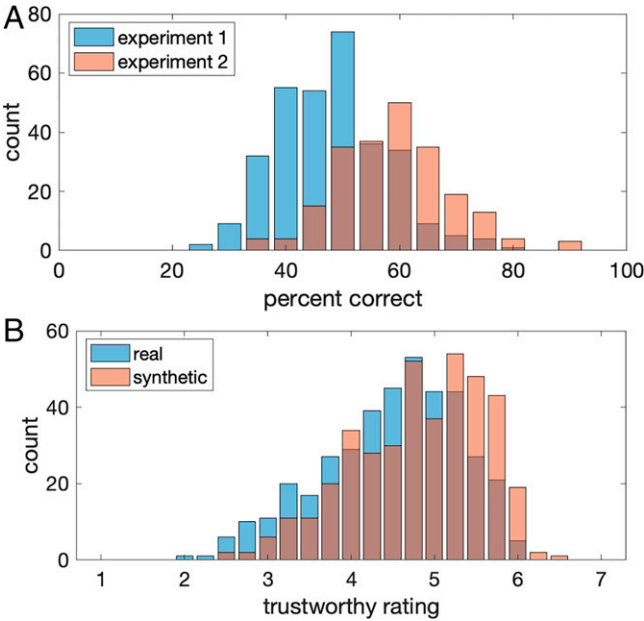 A
80
60
40
20
0
count
experiment 1
experiment 2
0 20 40 60 80 100
percent correct
B
60
40
20
0
count
real
synthetic
1 2 3 4 5 6 7
trustworthy rating